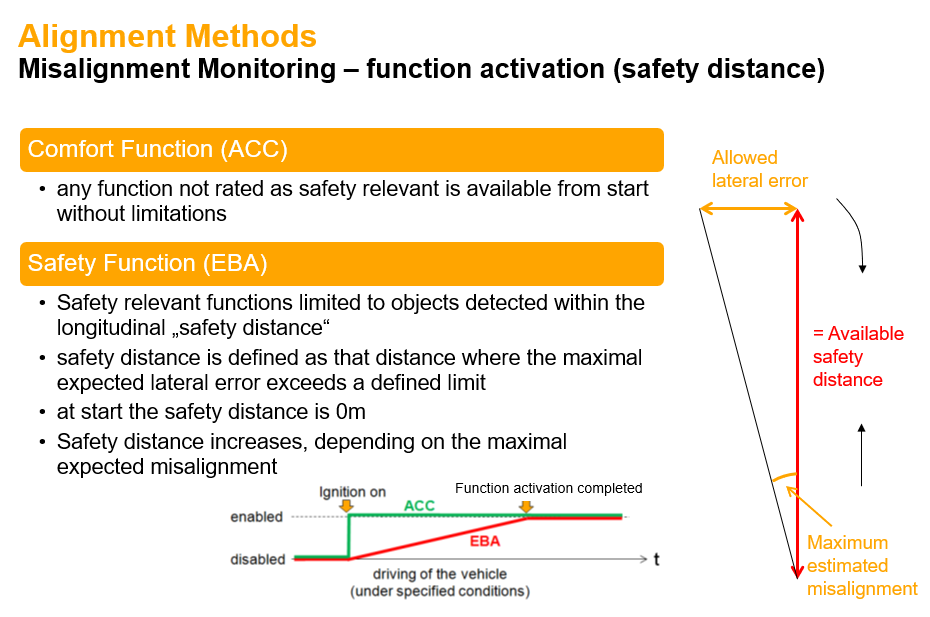 Alignment Methods
Misalignment Monitoring – function activation (safety distance)
Comfort Function (ACC)
• any function not rated as safety relevant is available from start
without limitations
Safety Function (EBA)
• Safety relevant functions limited to objects detected within the
longitudinal „safety distance“
• safety distance is defined as that distance where the maximal
expected lateral error exceeds a defined limit
• at start the safety distance is 0m
• Safety distance increases, depending on the maximal
expected misalignment
Ignition on
Function activation completed
ACC
enabled
EBA
disabled
t
driving of the vehicle
(under specified conditions)
Allowed
lateral error
= Available
safety
distance
Maximum
estimated
misalignment